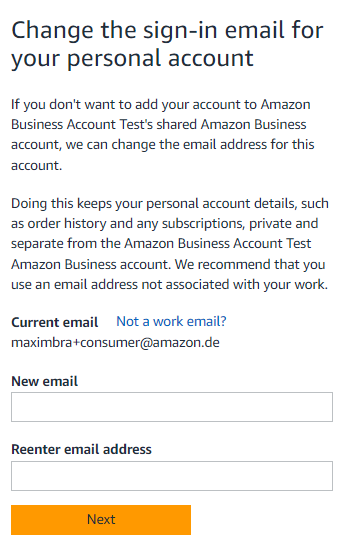 Change the sign-in email for
your personal account
If you don't want to add your account to Amazon
Business Account Test's shared Amazon Business
account, we can change the email address for this
account.
Doing this keeps your personal account details, such
as order history and any subscriptions, private and
separate from the Amazon Business Account Test
Amazon Business account. We recommend that you
use an email address not associated with your work.
Current email Not a work email?
maximbra+consumer@amazon.de
New email
Reenter email address
Next